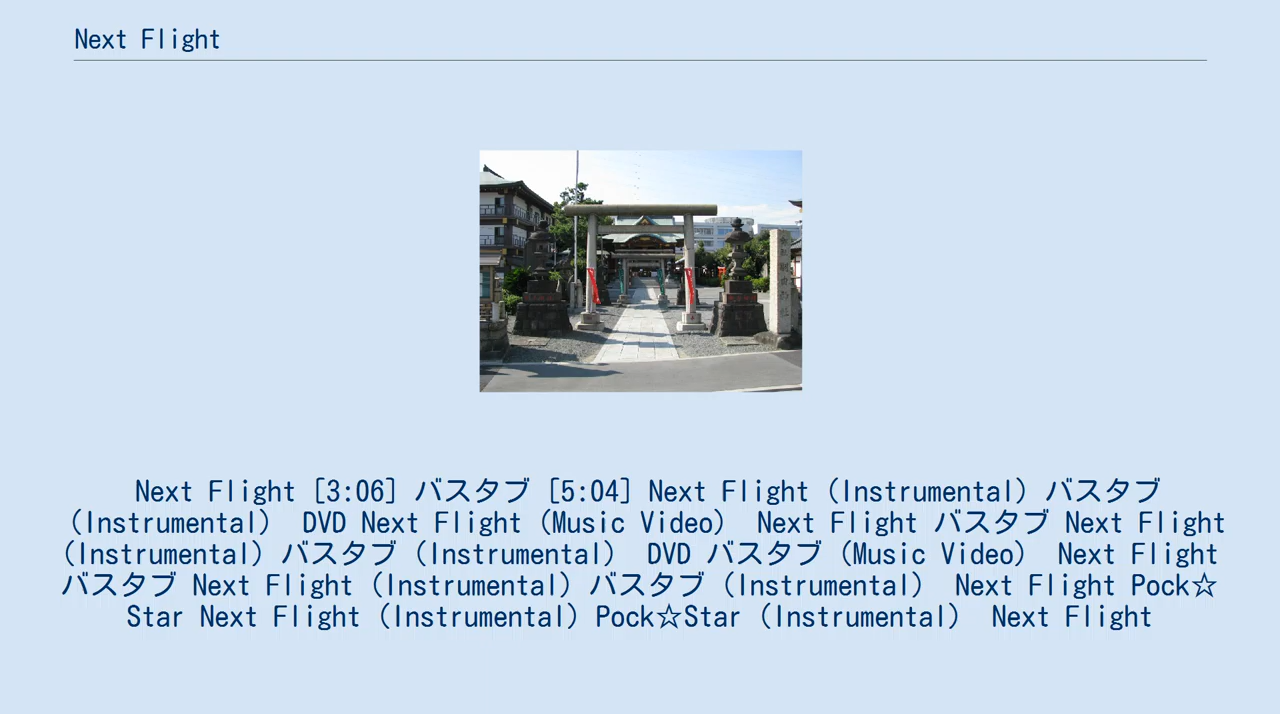 Next Flight
Next Flight [3:06] バスタブ [5:04] Next Flight (Instrumental) バスタブ
(Instrumental) DVD Next Flight (Music Video) Next Flight バスタブ Next Flight
(Instrumental) バスタブ (Instrumental) DVD バスタブ (Music Video) Next Flight
バスタブ Next Flight (Instrumental) バスタブ (Instrumental) Next Flight Pock☆
Star Next Flight (Instrumental) Pock☆Star (Instrumental) Next Flight